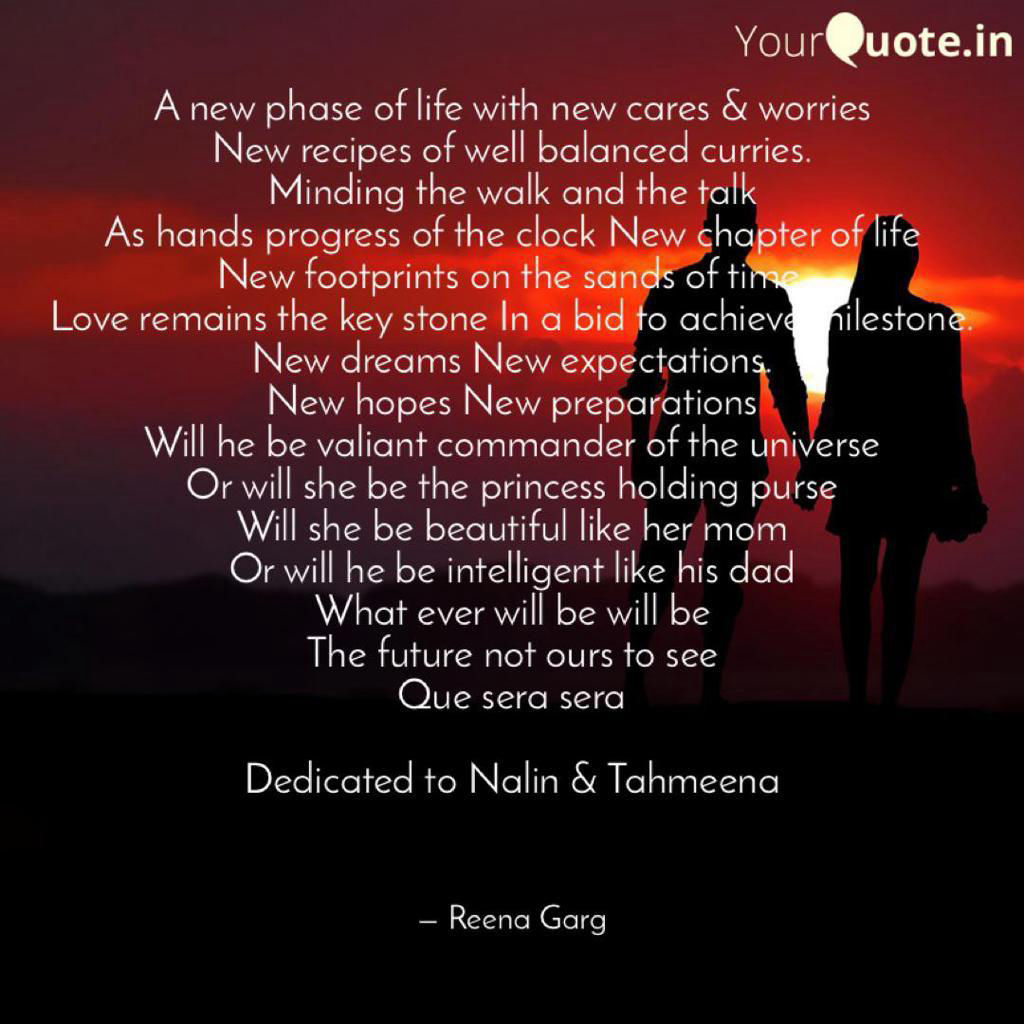 YourQuote.in
A new phase of life with new cares & worries
New recipes of well balanced curries.
Minding the walk and the talk
As hands progress of the clock New chapter of life
New footprints on the sands of time
Love remains the key stone In a bid to achieve milestone.
New dreams New expectations.
New hopes New preparations
Will he be valiant commander of the universe
Or will she be the princess holding purse
Will she be beautiful like her mom
Or will he be intelligent like his dad
What ever will be will be
The future not ours to see
Que sera sera
Dedicated to Nalin & Tahmeena
— Reena Garg